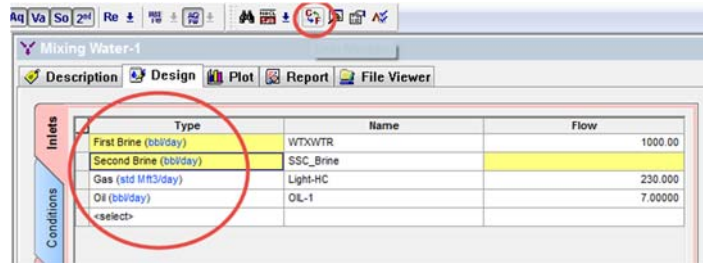 Aq Va So 2nd Re
Mixing Water-1
Description Design Plot Report File Viewer
Inlets
Conditions
Type Name Flow
First Brine (bbl/day) WTXWTR 1000.00
Second Brine (bbl/day) SSC_Brine
Gas (std Mft3/day) Light-HC 230.000
Oil (bbl/day) OIL-1 7.00000
<select>